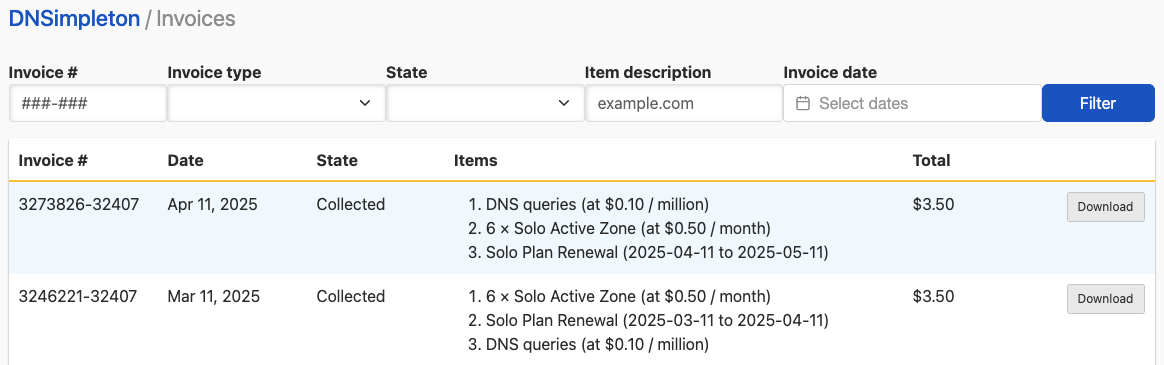 DNSimpleton / Invoices
Invoice # Invoice type State Item description Invoice date
###-### example.com Select dates Filter
Invoice # Date State Items Total
3273826-32407 Apr 11, 2025 Collected 1. DNS queries (at $0.10 / million) $3.50 Download
2. 6 × Solo Active Zone (at $0.50 / month)
3. Solo Plan Renewal (2025-04-11 to 2025-05-11)
3246221-32407 Mar 11, 2025 Collected 1. 6 × Solo Active Zone (at $0.50 / month) $3.50 Download
2. Solo Plan Renewal (2025-03-11 to 2025-04-11)
3. DNS queries (at $0.10 / million)